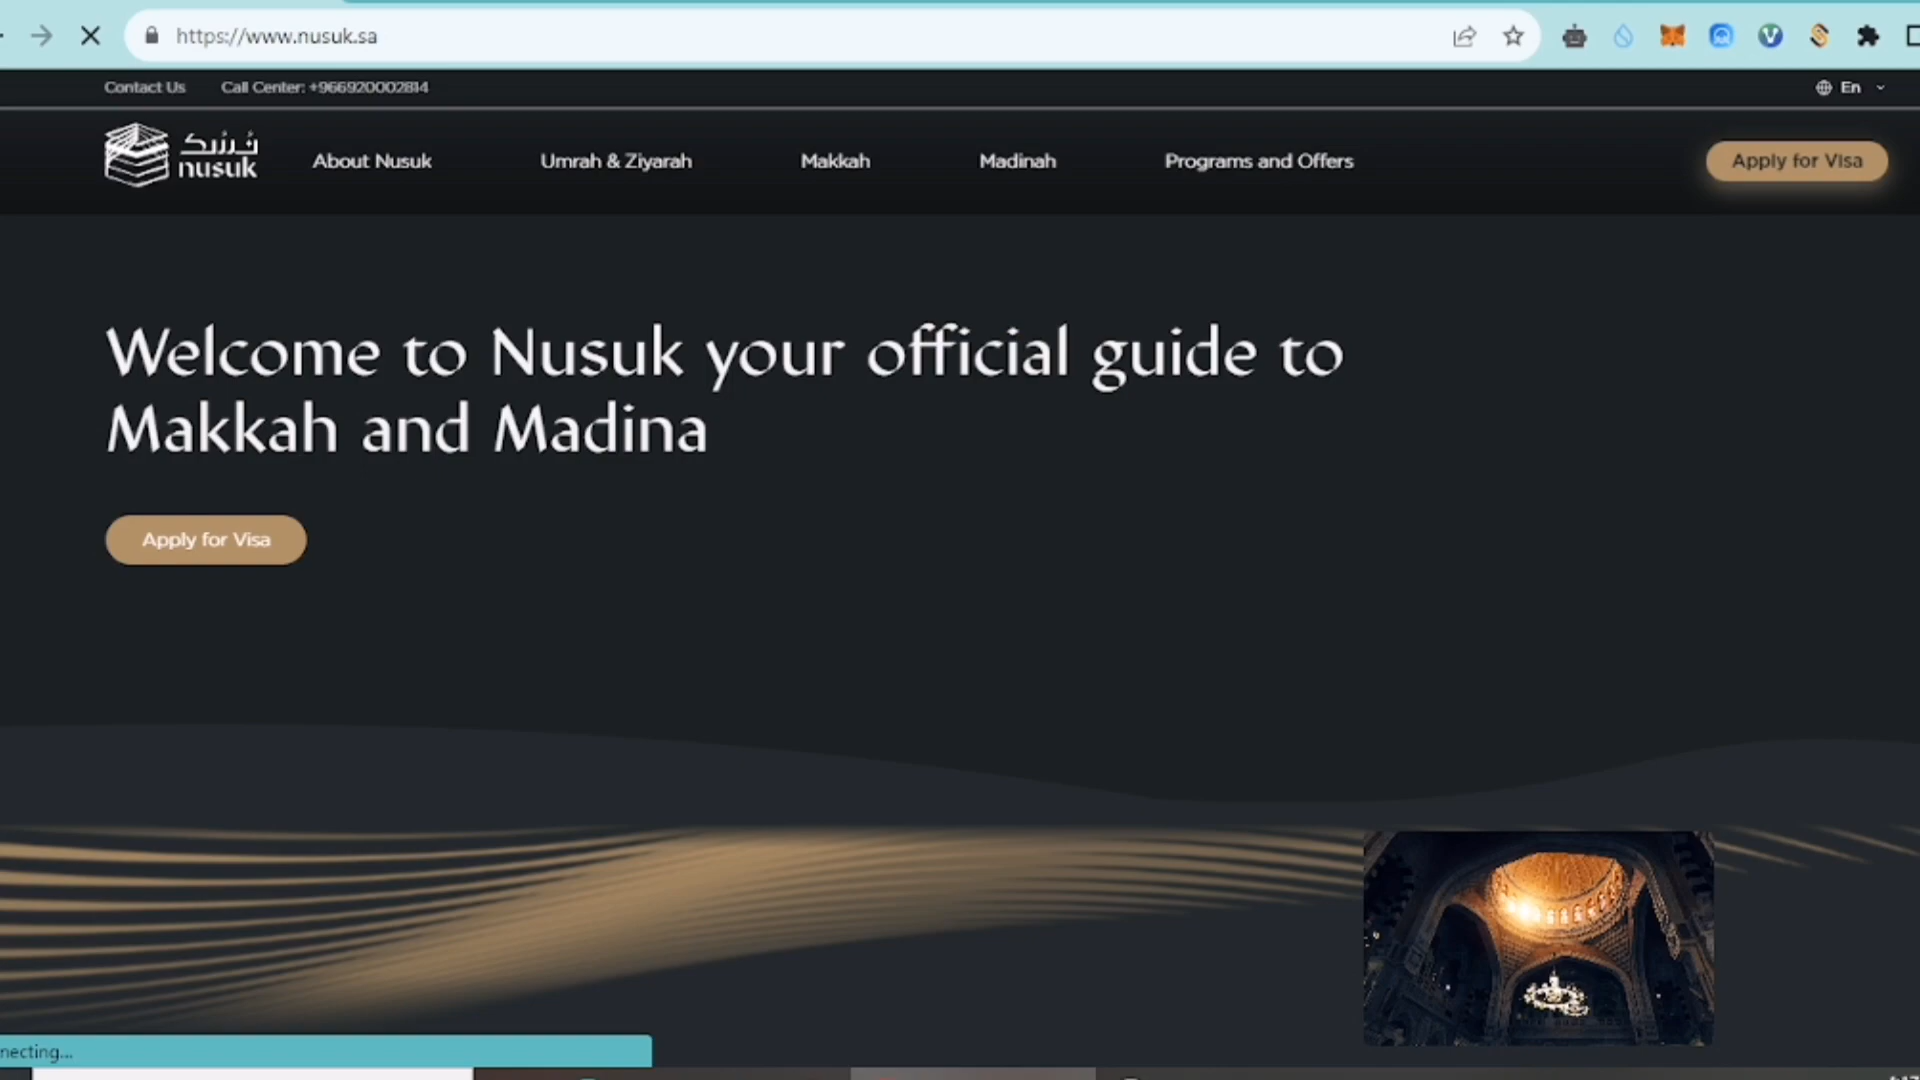 https://www.nusuk.sa
Contact Us
Call Center: +966920002814
En
نُسُك
nusuk
About Nusuk
Umrah & Ziyarah
Makkah
Madinah
Programs and Offers
Apply for Visa
Welcome to Nusuk your official guide to
Makkah and Madina
Apply for Visa
necting...